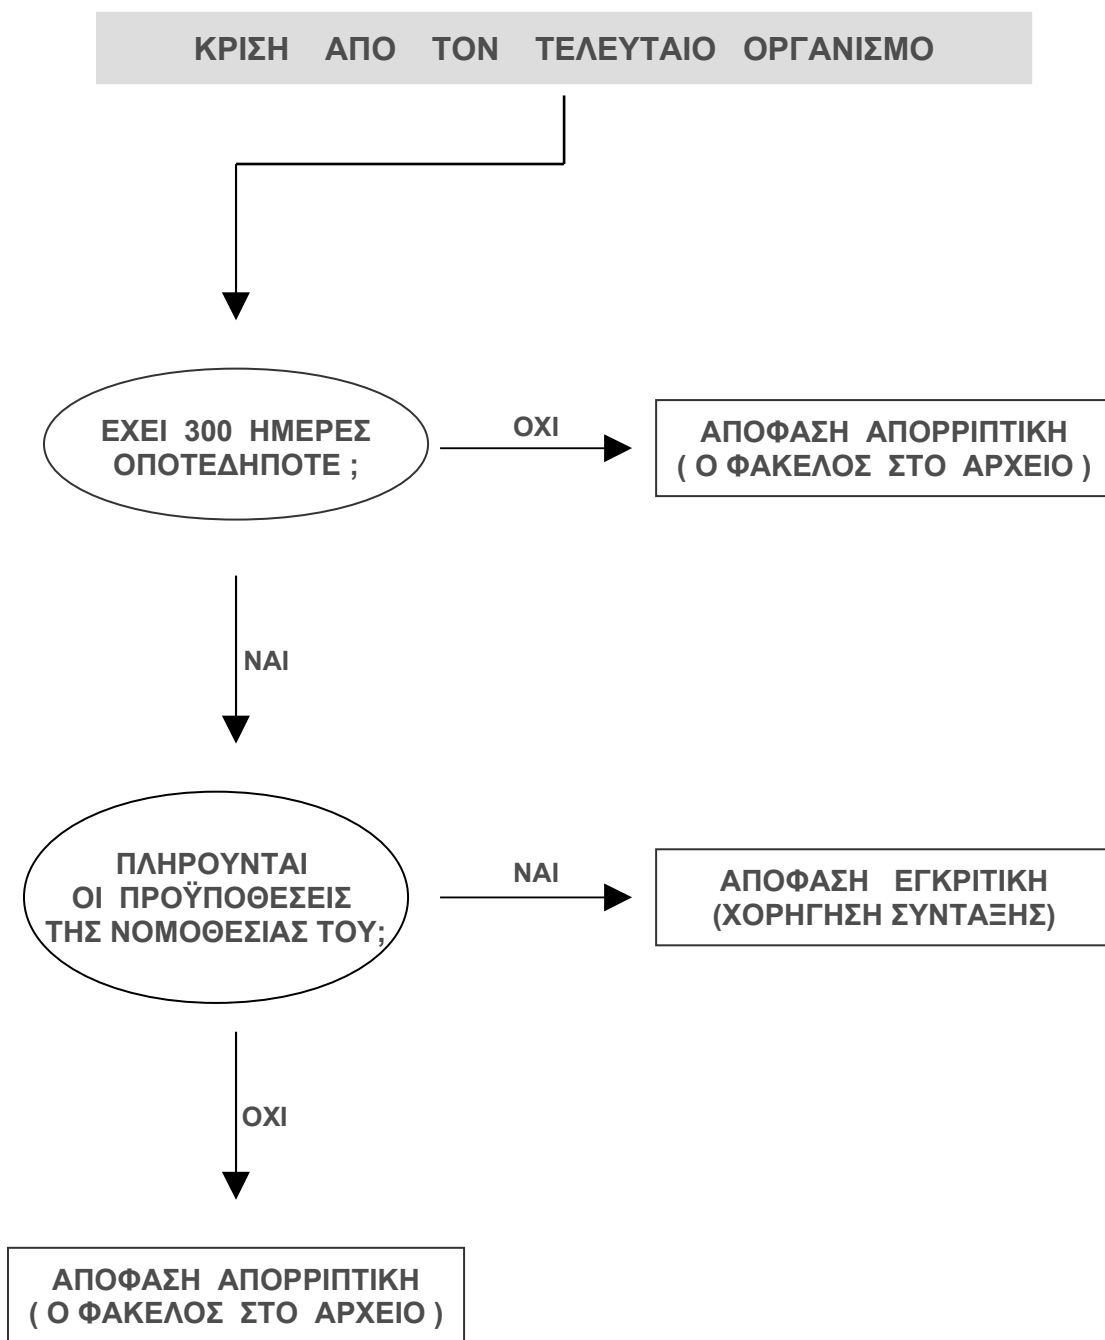 ΚΡΙΣΗ ΑΠΟ ΤΟΝ ΤΕΛΕΥΤΑΙΟ ΟΡΓΑΝΙΣΜΟ
ΕΧΕΙ 300 ΗΜΕΡΕΣ
ΟΠΟΤΕΔΗΠΟΤΕ ;
ΟΧΙ
ΑΠΟΦΑΣΗ ΑΠΟΡΡΙΠΤΙΚΗ
( Ο ΦΑΚΕΛΟΣ ΣΤΟ ΑΡΧΕΙΟ )
ΝΑΙ
ΠΛΗΡΟΥΝΤΑΙ
ΟΙ ΠΡΟΫΠΟΘΕΣΕΙΣ
ΤΗΣ ΝΟΜΟΘΕΣΙΑΣ ΤΟΥ;
ΝΑΙ
ΑΠΟΦΑΣΗ ΕΓΚΡΙΤΙΚΗ
(ΧΟΡΗΓΗΣΗ ΣΥΝΤΑΞΗΣ)
ΟΧΙ
ΑΠΟΦΑΣΗ ΑΠΟΡΡΙΠΤΙΚΗ
( Ο ΦΑΚΕΛΟΣ ΣΤΟ ΑΡΧΕΙΟ )